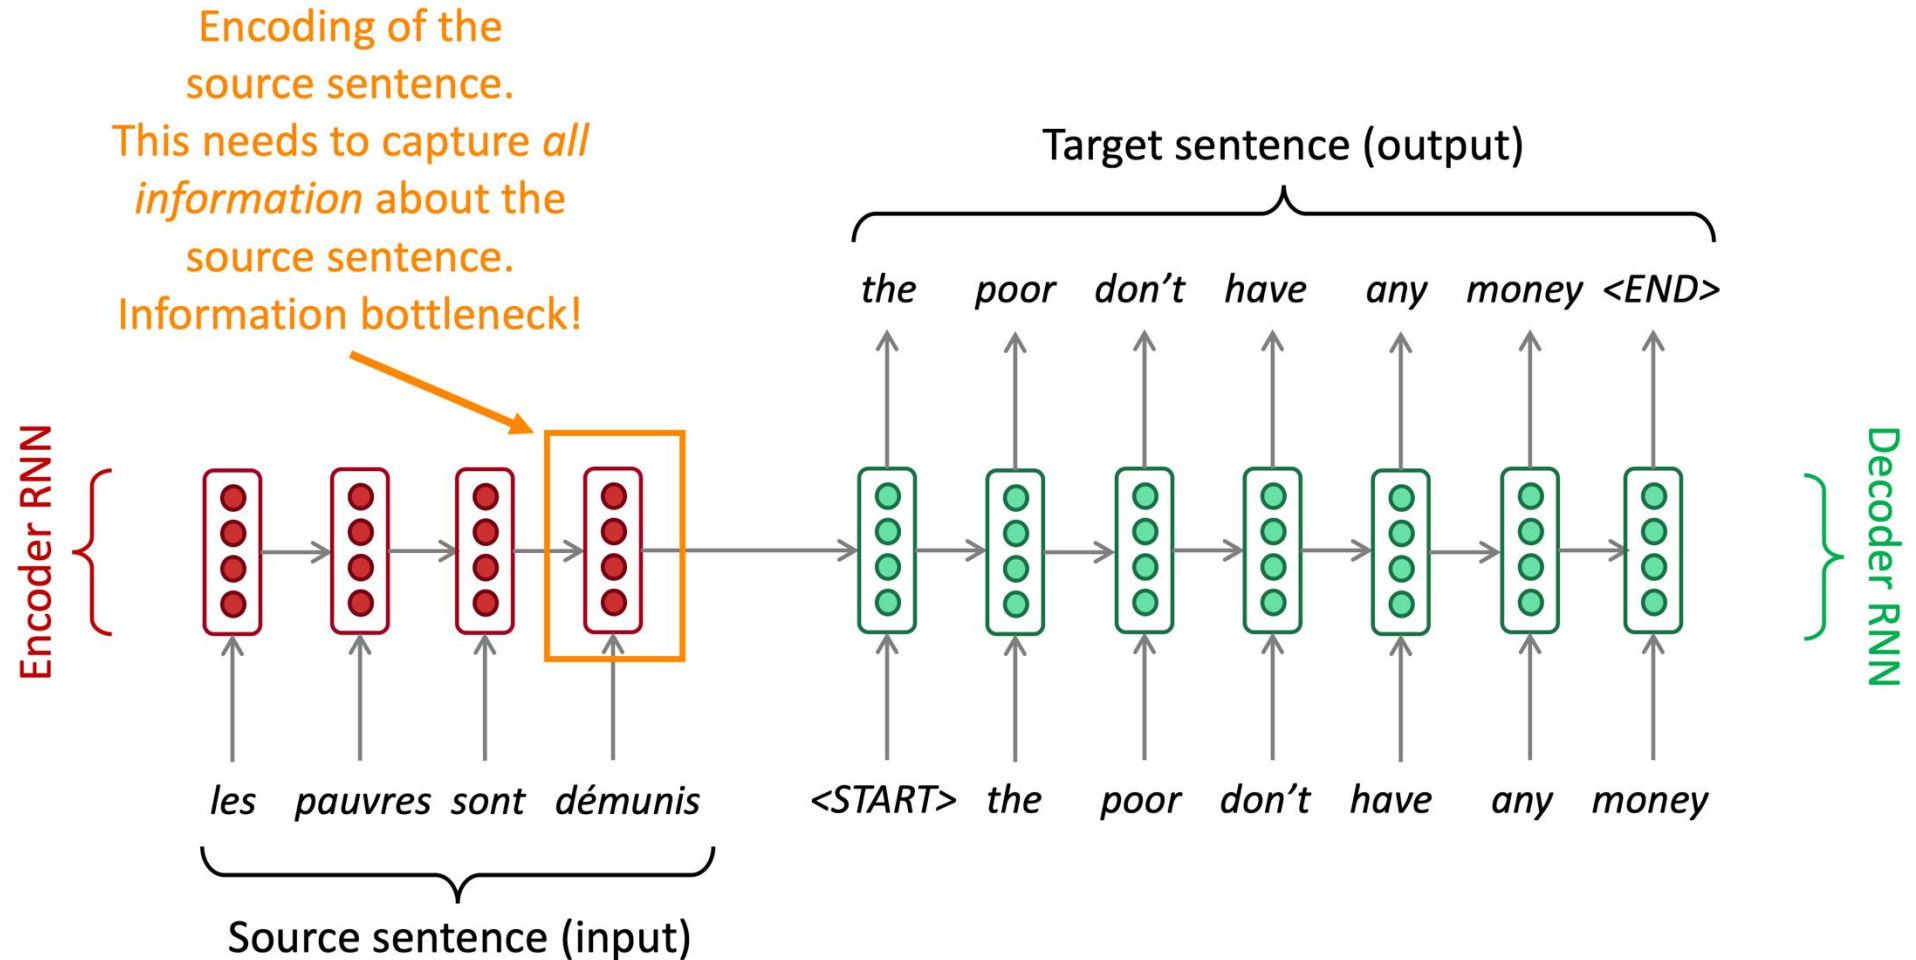 Encoding of the
source sentence.
This needs to capture all
information about the
source sentence.
Information bottleneck!
Target sentence (output)
the poor don’t have any money <END>
Encoder RNN
Decoder RNN
les pauvres sont démunis
<START> the poor don’t have any money
Source sentence (input)